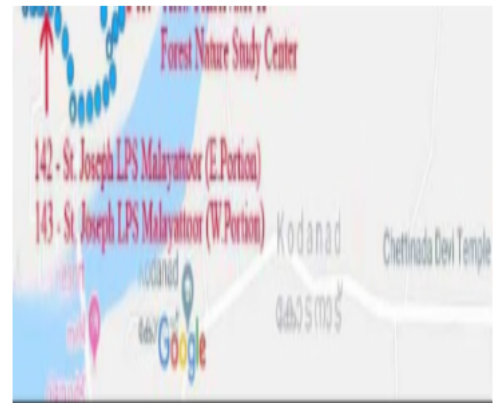 Forest Nature Study Center
142 - St. Joseph LPS Malayattoor (E.Portion)
143 - St. Joseph LPS Malayattoor (W.Portion)
Kodanad
കോടനാട്
Chettinada Devi Temple
Kodanad
Google